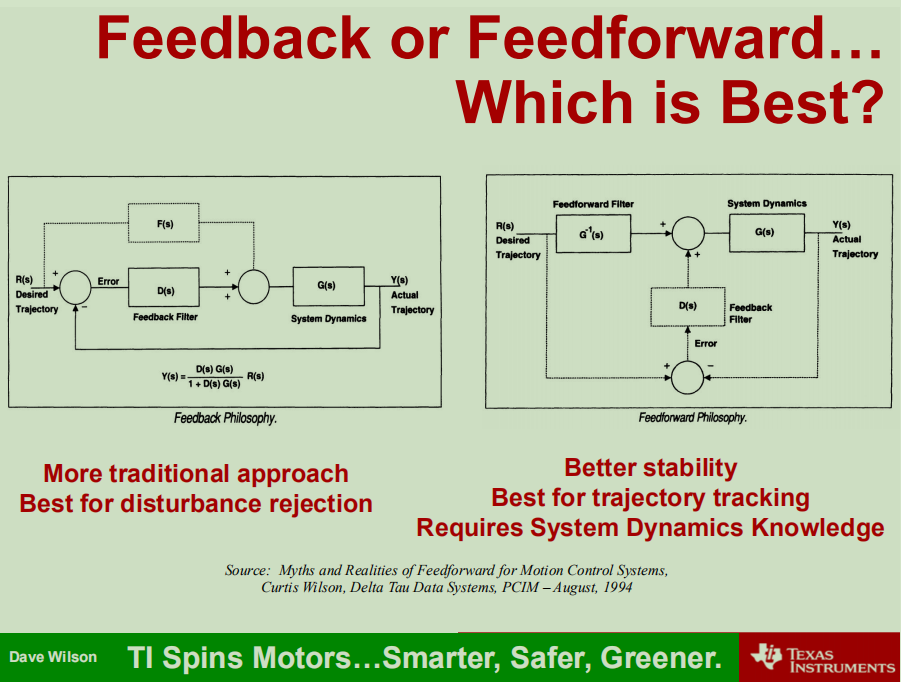 Feedback or Feedforward…
Which is Best?
F(s)
R(s)
Desired
Trajectory
+
−
Error
D(s)
Feedback Filter
+
+
G(s)
System Dynamics
Y(s)
Actual
Trajectory
Y(s) = D(s) G(s) / 1 + D(s) G(s) R(s)
Feedback Philosophy.
Feedforward Filter
System Dynamics
R(s)
Desired
Trajectory
G⁻¹(s)
+
+
G(s)
Y(s)
Actual
Trajectory
D(s)
Feedback
Filter
Error
+
−
Feedforward Philosophy.
More traditional approach
Best for disturbance rejection
Better stability
Best for trajectory tracking
Requires System Dynamics Knowledge
Source: Myths and Realities of Feedforward for Motion Control Systems,
Curtis Wilson, Delta Tau Data Systems, PCIM – August, 1994
Dave Wilson
TI Spins Motors…Smarter, Safer, Greener.
TEXAS
INSTRUMENTS